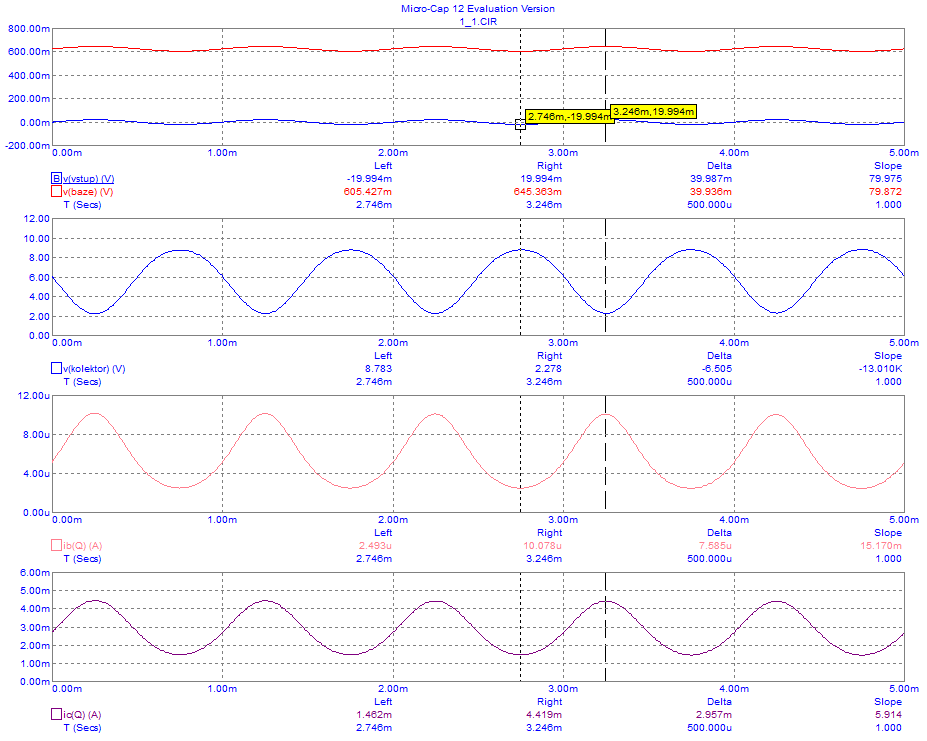 Micro-Cap 12 Evaluation Version
1_1.CIR
800.00m
600.00m
400.00m
200.00m
0.00m
-200.00m
2.746m,-19.994m
3.246m,19.994m
0.00m 1.00m 2.00m 3.00m 4.00m 5.00m
Left Right Delta Slope
B v(vstup) (V) -19.994m 19.994m 39.987m 79.975
v(baze) (V) 605.427m 645.363m 39.936m 79.872
T (Secs) 2.746m 3.246m 500.000u 1.000
12.00
10.00
8.00
6.00
4.00
2.00
0.00
0.00m 1.00m 2.00m 3.00m 4.00m 5.00m
Left Right Delta Slope
v(kolektor) (V) 8.783 2.278 -6.505 -13.010K
T (Secs) 2.746m 3.246m 500.000u 1.000
12.00u
8.00u
4.00u
0.00u
0.00m 1.00m 2.00m 3.00m 4.00m 5.00m
Left Right Delta Slope
ib(Q) (A) 2.493u 10.078u 7.585u 15.170m
T (Secs) 2.746m 3.246m 500.000u 1.000
6.00m
5.00m
4.00m
3.00m
2.00m
1.00m
0.00m
0.00m 1.00m 2.00m 3.00m 4.00m 5.00m
Left Right Delta Slope
ic(Q) (A) 1.462m 4.419m 2.957m 5.914
T (Secs) 2.746m 3.246m 500.000u 1.000